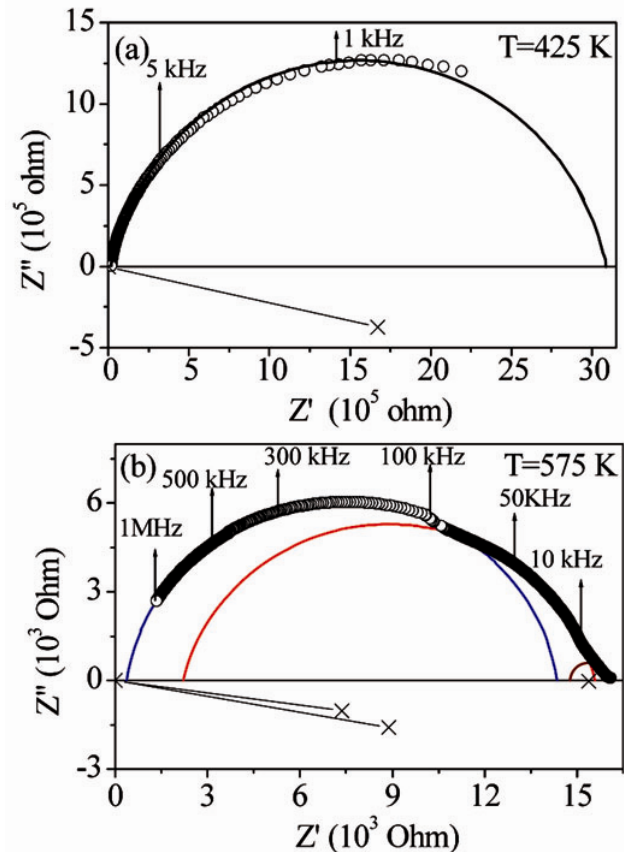 15
(a)
1 kHz
T=425 K
5 kHz
10
5
0
-5
0 5 10 15 20 25 30
Z'' (10⁵ ohm)
Z' (10⁵ ohm)
(b)
T=575 K
300 kHz
100 kHz
500 kHz
50KHz
1MHz
10 kHz
6
3
0
-3
0 3 6 9 12 15
Z'' (10³ Ohm)
Z' (10³ Ohm)